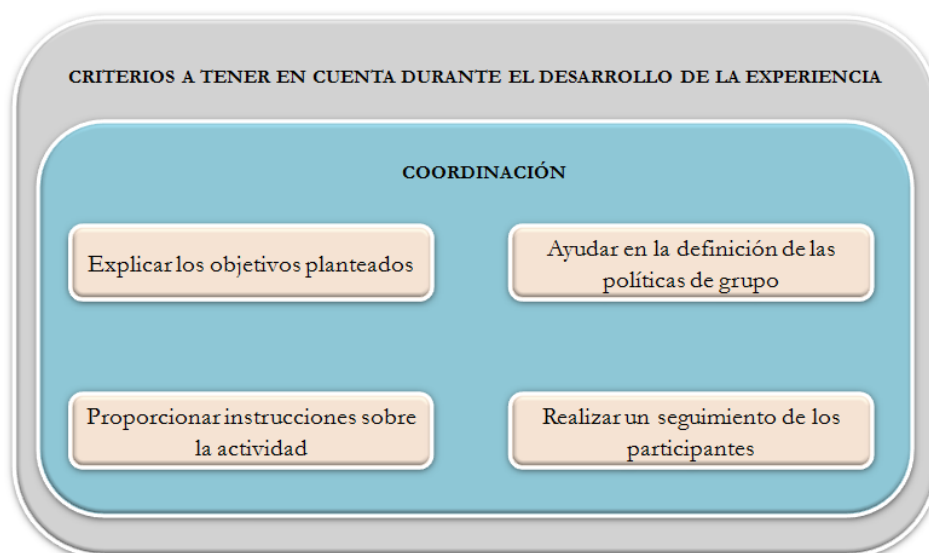 CRITERIOS A TENER EN CUENTA DURANTE EL DESARROLLO DE LA EXPERIENCIA
COORDINACIÓN
Explicar los objetivos planteados
Ayudar en la definición de las
políticas de grupo
Proporcionar instrucciones sobre
la actividad
Realizar un seguimiento de los
participantes